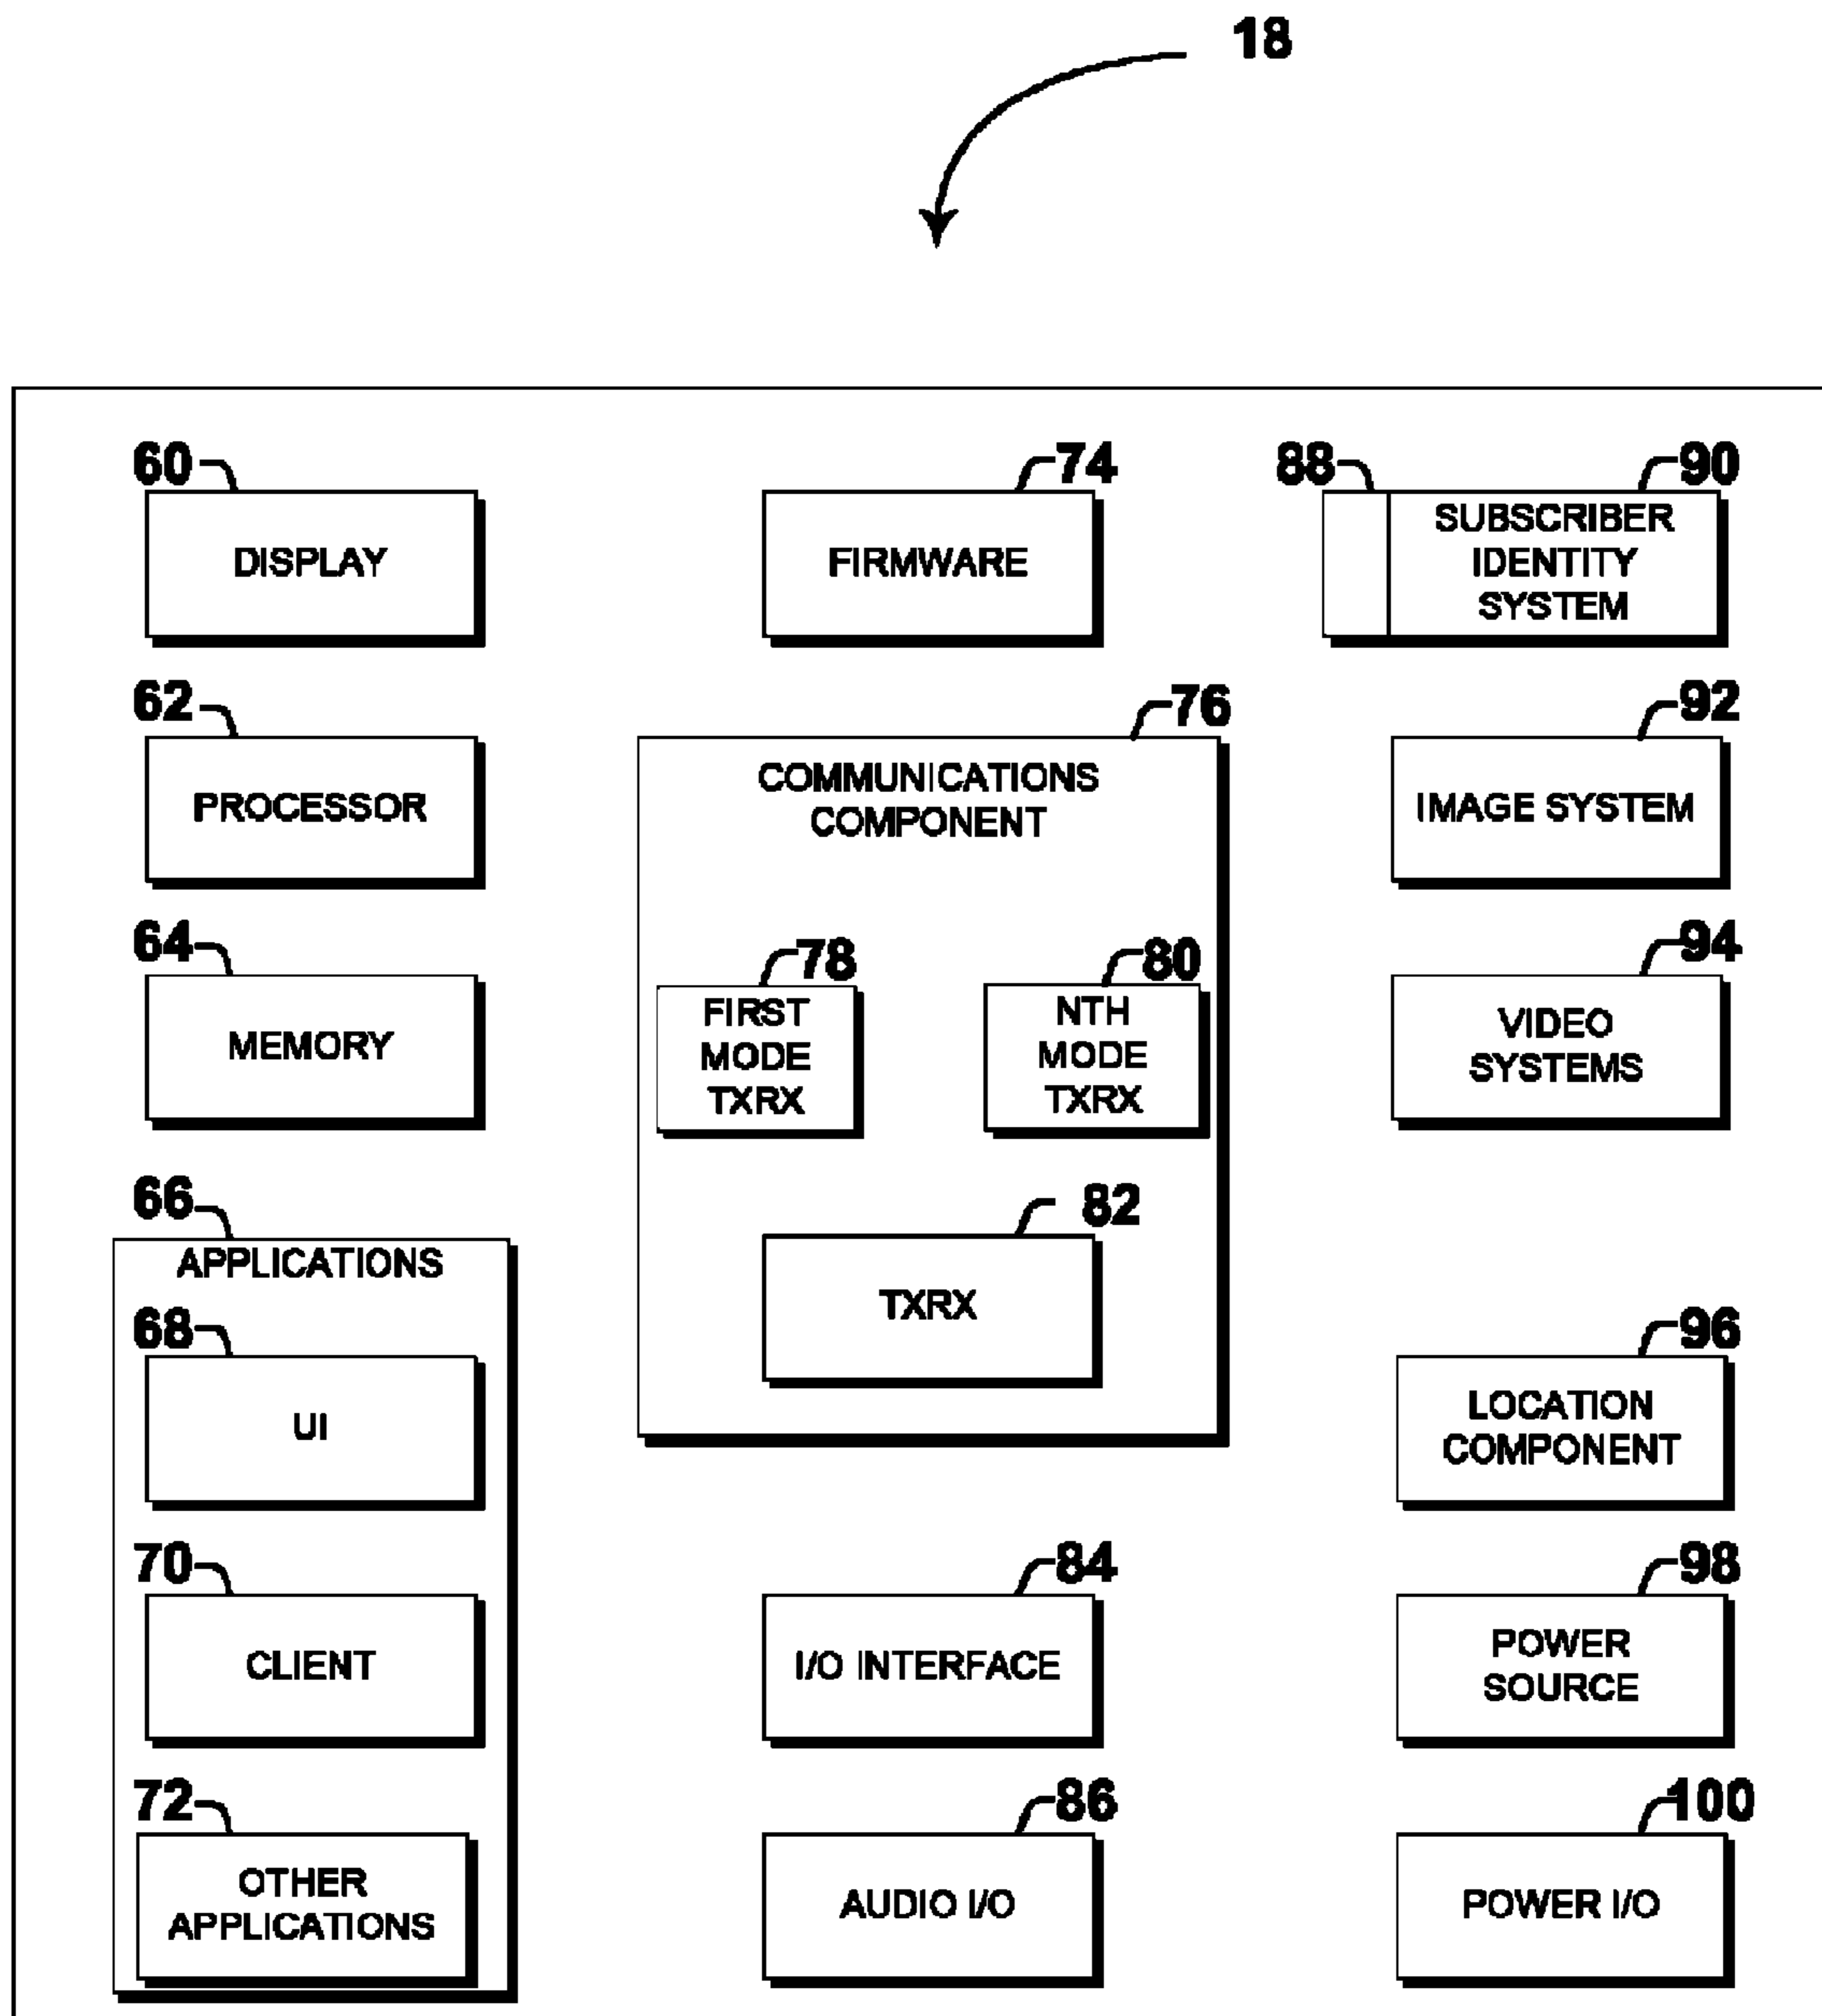 18
60
DISPLAY
62
PROCESSOR
64
MEMORY
66
APPLICATIONS
68
UI
70
CLIENT
72
OTHER
APPLICATIONS
74
FIRMWARE
76
COMMUNICATIONS
COMPONENT
78
FIRST
MODE
TXRX
80
NTH
MODE
TXRX
82
TXRX
84
I/O INTERFACE
86
AUDIO I/O
88
90
SUBSCRIBER
IDENTITY
SYSTEM
92
IMAGE SYSTEM
94
VIDEO
SYSTEMS
96
LOCATION
COMPONENT
98
POWER
SOURCE
100
POWER I/O